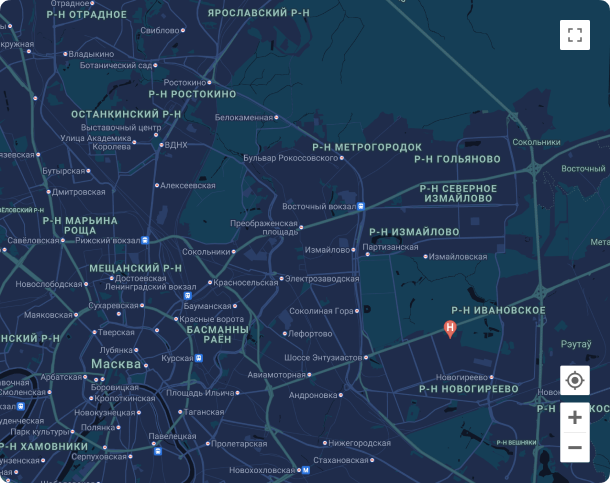 Отрадное
Р-Н ОТРАДНОЕ
ЯРОСЛАВСКИЙ Р-Н
Свиблово
Окружная
Владыкино
Ботанический сад
Ростокино
Р-Н РОСТОКИНО
ОСТАНКИНСКИЙ Р-Н
Белокаменная
Выставочный центр
Улица Академика
Королева
ВДНХ
Р-Н МЕТРОГОРОДОК
Сокольники
Бульвар Рокоссовского
Р-Н ГОЛЬЯНОВО
Бутырская
Восточный
Алексеевская
Дмитровская
Р-Н СЕВЕРНОЕ
ИЗМАЙЛОВО
Восточный вокзал
Р-Н МАРЬИНА
РОЩА
Преображенская
площадь
Р-Н ИЗМАЙЛОВО
Савёловская
Рижский вокзал
Партизанская
Сокольники
Измайлово
Измайловская
МЕЩАНСКИЙ Р-Н
Достоевская
Ленинградский вокзал
Новослободская
Красносельская
Электрозаводская
Сухаревская
Бауманская
Соколиная Гора
Р-Н ИВАНОВСКОЕ
Маяковская
Красные ворота
Н
Тверская
БАСМАННЫ
РАЁН
Лефортово
Рэутаў
Лубянка
Курская
Шоссе Энтузиастов
Москва
Арбатская
Авиамоторная
Новогиреево
Боровицкая
Р-Н НОВОГИРЕЕВО
Смоленская
Кропоткинская
Площадь Ильича
Андроновка
Новокузнецкая
Таганская
Полянка
Парк культуры
Павелецкая
Р-Н ХАМОВНИКИ
Пролетарская
Нижегородская
Р-Н ВЕШНЯКИ
Серпуховская
Стахановская
Новохохловская
М